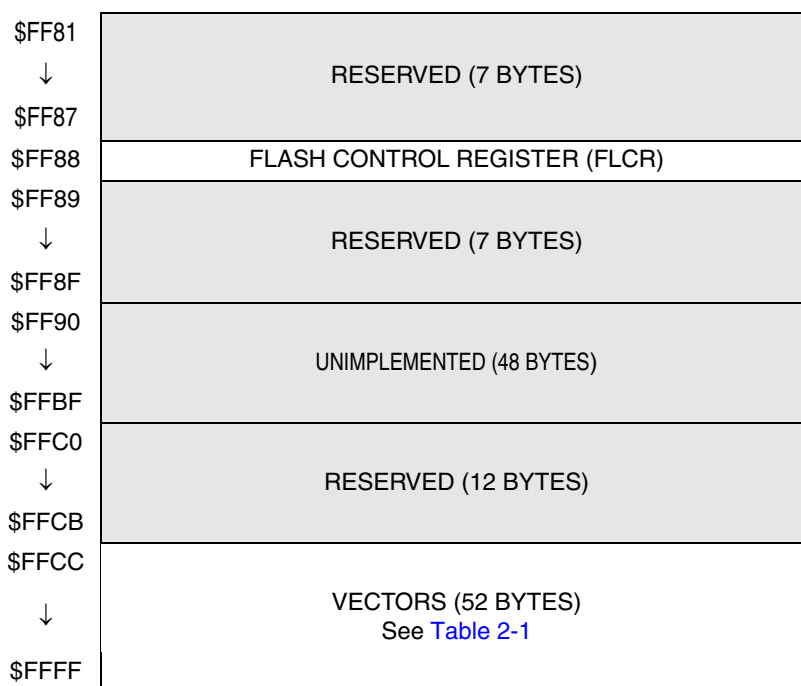 $FF81
↓
$FF87
RESERVED (7 BYTES)
$FF88
FLASH CONTROL REGISTER (FLCR)
$FF89
↓
$FF8F
RESERVED (7 BYTES)
$FF90
↓
$FFBF
UNIMPLEMENTED (48 BYTES)
$FFC0
↓
$FFCB
RESERVED (12 BYTES)
$FFCC
↓
$FFFF
VECTORS (52 BYTES)
See Table 2-1